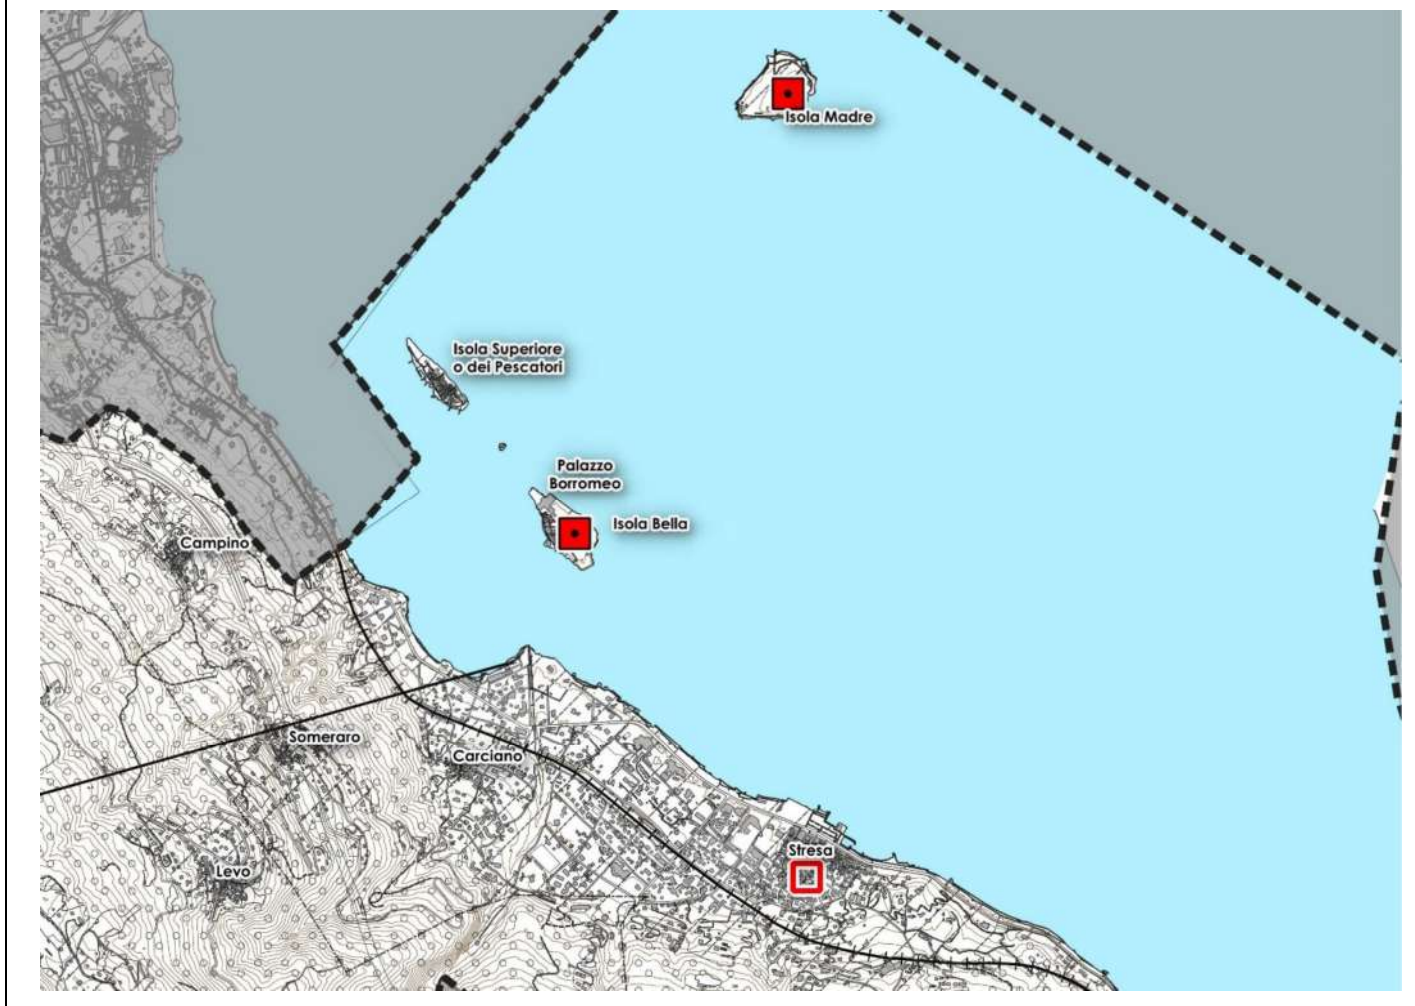 Isola Madre
Isola Superiore
o dei Pescatori
Palazzo
Borromeo
Isola Bella
Campino
Someraro
Carciano
Stresa
Levo